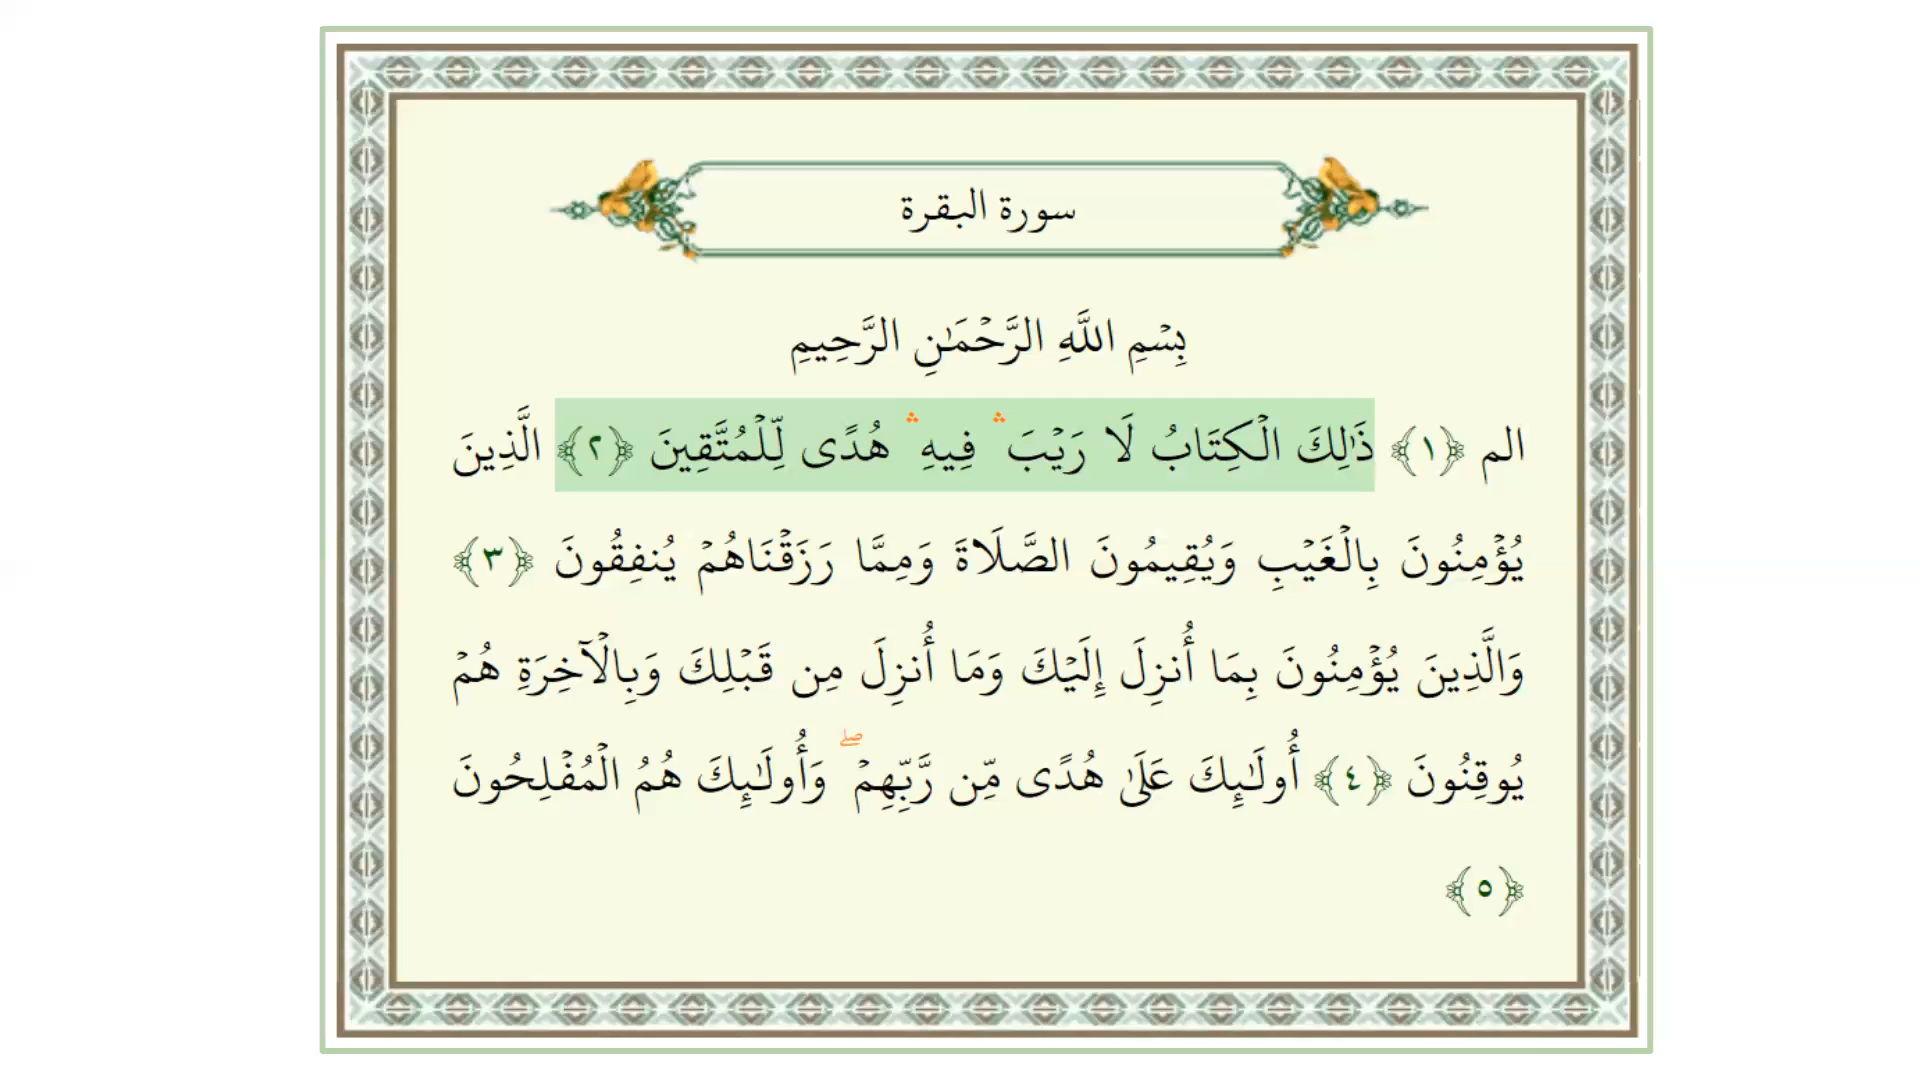 سورة البقرة
بِسْمِ اللَّهِ الرَّحْمَٰنِ الرَّحِيمِ
الم ﴿١﴾ ذَٰلِكَ الْكِتَابُ لَا رَيْبَ ۛ فِيهِ ۛ هُدًى لِّلْمُتَّقِينَ ﴿٢﴾ الَّذِينَ
يُؤْمِنُونَ بِالْغَيْبِ وَيُقِيمُونَ الصَّلَاةَ وَمِمَّا رَزَقْنَاهُمْ يُنفِقُونَ ﴿٣﴾
وَالَّذِينَ يُؤْمِنُونَ بِمَا أُنزِلَ إِلَيْكَ وَمَا أُنزِلَ مِن قَبْلِكَ وَبِالْآخِرَةِ هُمْ
يُوقِنُونَ ﴿٤﴾ أُولَٰئِكَ عَلَىٰ هُدًى مِّن رَّبِّهِمْ ۖ وَأُولَٰئِكَ هُمُ الْمُفْلِحُونَ
﴿٥﴾